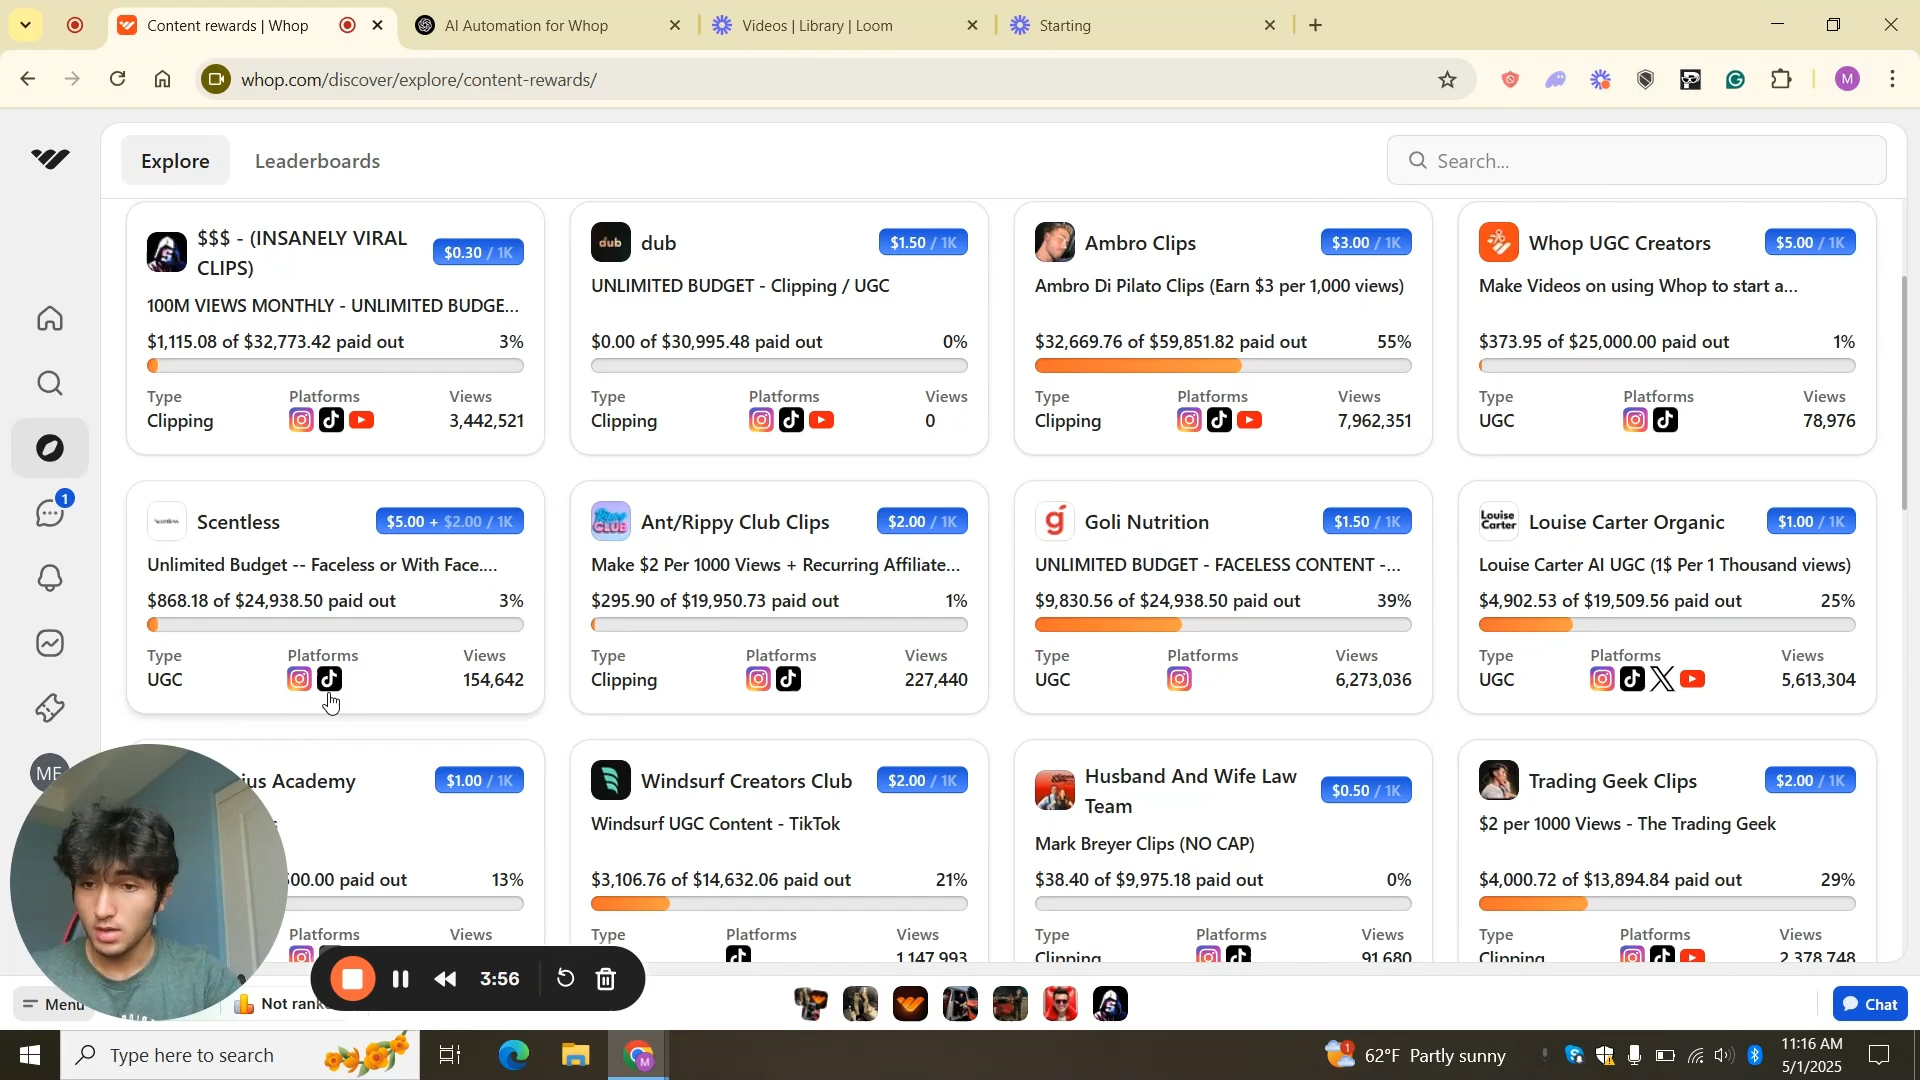 Content rewards | Whop
AI Automation for Whop
Videos | Library | Loom
Starting
whop.com/discover/explore/content-rewards/
M
Explore
Leaderboards
Search...
$$$ - (INSANELY VIRAL
CLIPS)
$0.30 / 1K
100M VIEWS MONTHLY - UNLIMITED BUDGE...
$1,115.08 of $32,773.42 paid out
3%
Type
Platforms
Views
Clipping
3,442,521
dub
dub
$1.50 / 1K
UNLIMITED BUDGET - Clipping / UGC
$0.00 of $30,995.48 paid out
0%
Type
Platforms
Views
Clipping
0
Ambro Clips
$3.00 / 1K
Ambro Di Pilato Clips (Earn $3 per 1,000 views)
$32,669.76 of $59,851.82 paid out
55%
Type
Platforms
Views
Clipping
7,962,351
Whop UGC Creators
$5.00 / 1K
Make Videos on using Whop to start a...
$373.95 of $25,000.00 paid out
1%
Type
Platforms
Views
UGC
78,976
1
Scentless
$5.00 + $2.00 / 1K
Unlimited Budget -- Faceless or With Face....
$868.18 of $24,938.50 paid out
3%
Type
Platforms
Views
UGC
154,642
Ant/Rippy Club Clips
$2.00 / 1K
Make $2 Per 1000 Views + Recurring Affiliate...
$295.90 of $19,950.73 paid out
1%
Type
Platforms
Views
Clipping
227,440
Goli Nutrition
$1.50 / 1K
UNLIMITED BUDGET - FACELESS CONTENT -...
$9,830.56 of $24,938.50 paid out
39%
Type
Platforms
Views
UGC
6,273,036
Louise
Carter
Louise Carter Organic
$1.00 / 1K
Louise Carter AI UGC (1$ Per 1 Thousand views)
$4,902.53 of $19,509.56 paid out
25%
Type
Platforms
Views
UGC
5,613,304
ME
ius Academy
$1.00 / 1K
00.00 paid out
13%
Platforms
Views
Windsurf Creators Club
$2.00 / 1K
Windsurf UGC Content - TikTok
$3,106.76 of $14,632.06 paid out
21%
Type
Platforms
Views
1,147,993
Husband And Wife Law
Team
$0.50 / 1K
Mark Breyer Clips (NO CAP)
$38.40 of $9,975.18 paid out
0%
Type
Platforms
Views
Clipping
91,680
Trading Geek Clips
$2.00 / 1K
$2 per 1000 Views - The Trading Geek
$4,000.72 of $13,894.84 paid out
29%
Type
Platforms
Views
Clipping
2,378,748
3:56
Menu
Not rank
Chat
Type here to search
M
1
62°F Partly sunny
11:16 AM
5/1/2025